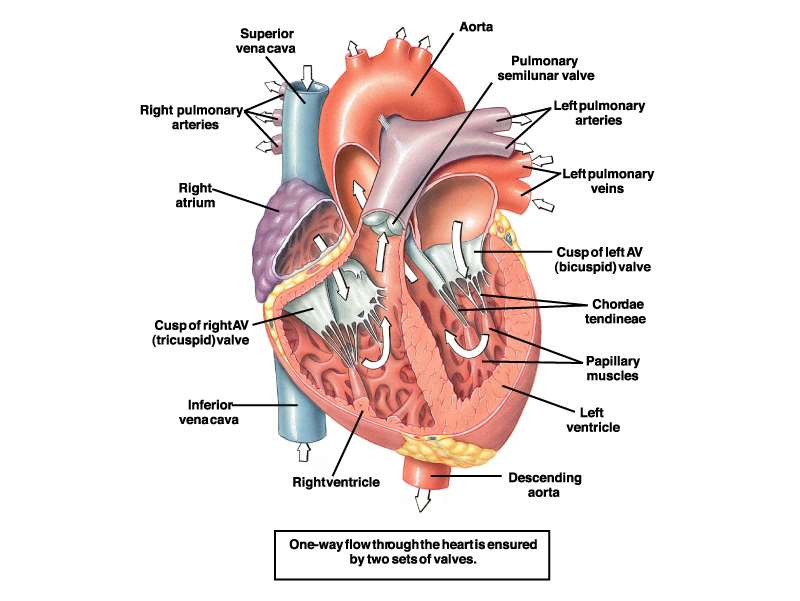 Superior
vena cava
Aorta
Pulmonary
semilunar valve
Right pulmonary
arteries
Left pulmonary
arteries
Left pulmonary
veins
Right
atrium
Cusp of left AV
(bicuspid) valve
Chordae
tendineae
Cusp of right AV
(tricuspid) valve
Papillary
muscles
Inferior
vena cava
Left
ventricle
Right ventricle
Descending
aorta
One-way flow through the heart is ensured
by two sets of valves.